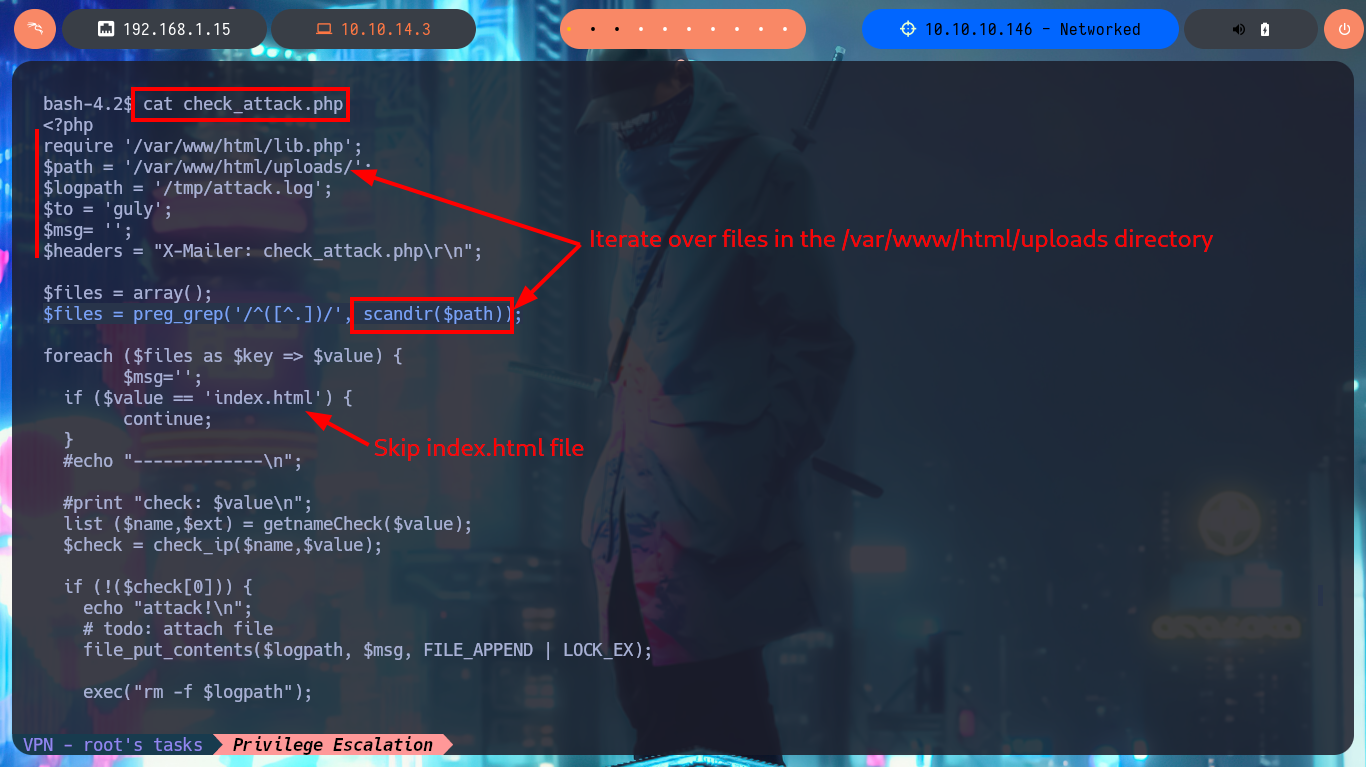 192.168.1.15
10.10.14.3
10.10.10.146 - Networked
bash-4.2$ cat check_attack.php
<?php
require '/var/www/html/lib.php';
$path = '/var/www/html/uploads/';
$logpath = '/tmp/attack.log';
$to = 'guly';
$msg= '';
$headers = "X-Mailer: check_attack.php\r\n";
Iterate over files in the /var/www/html/uploads directory
$files = array();
$files = preg_grep('/^([^.])/', scandir($path));
foreach ($files as $key => $value) {
        $msg='';
  if ($value == 'index.html') {
        continue;
  }
Skip index.html file
  #echo "-------------\n";
  #print "check: $value\n";
  list ($name,$ext) = getnameCheck($value);
  $check = check_ip($name,$value);
  if (!($check[0])) {
    echo "attack!\n";
    # todo: attach file
    file_put_contents($logpath, $msg, FILE_APPEND | LOCK_EX);
    exec("rm -f $logpath");
VPN - root's tasks
Privilege Escalation